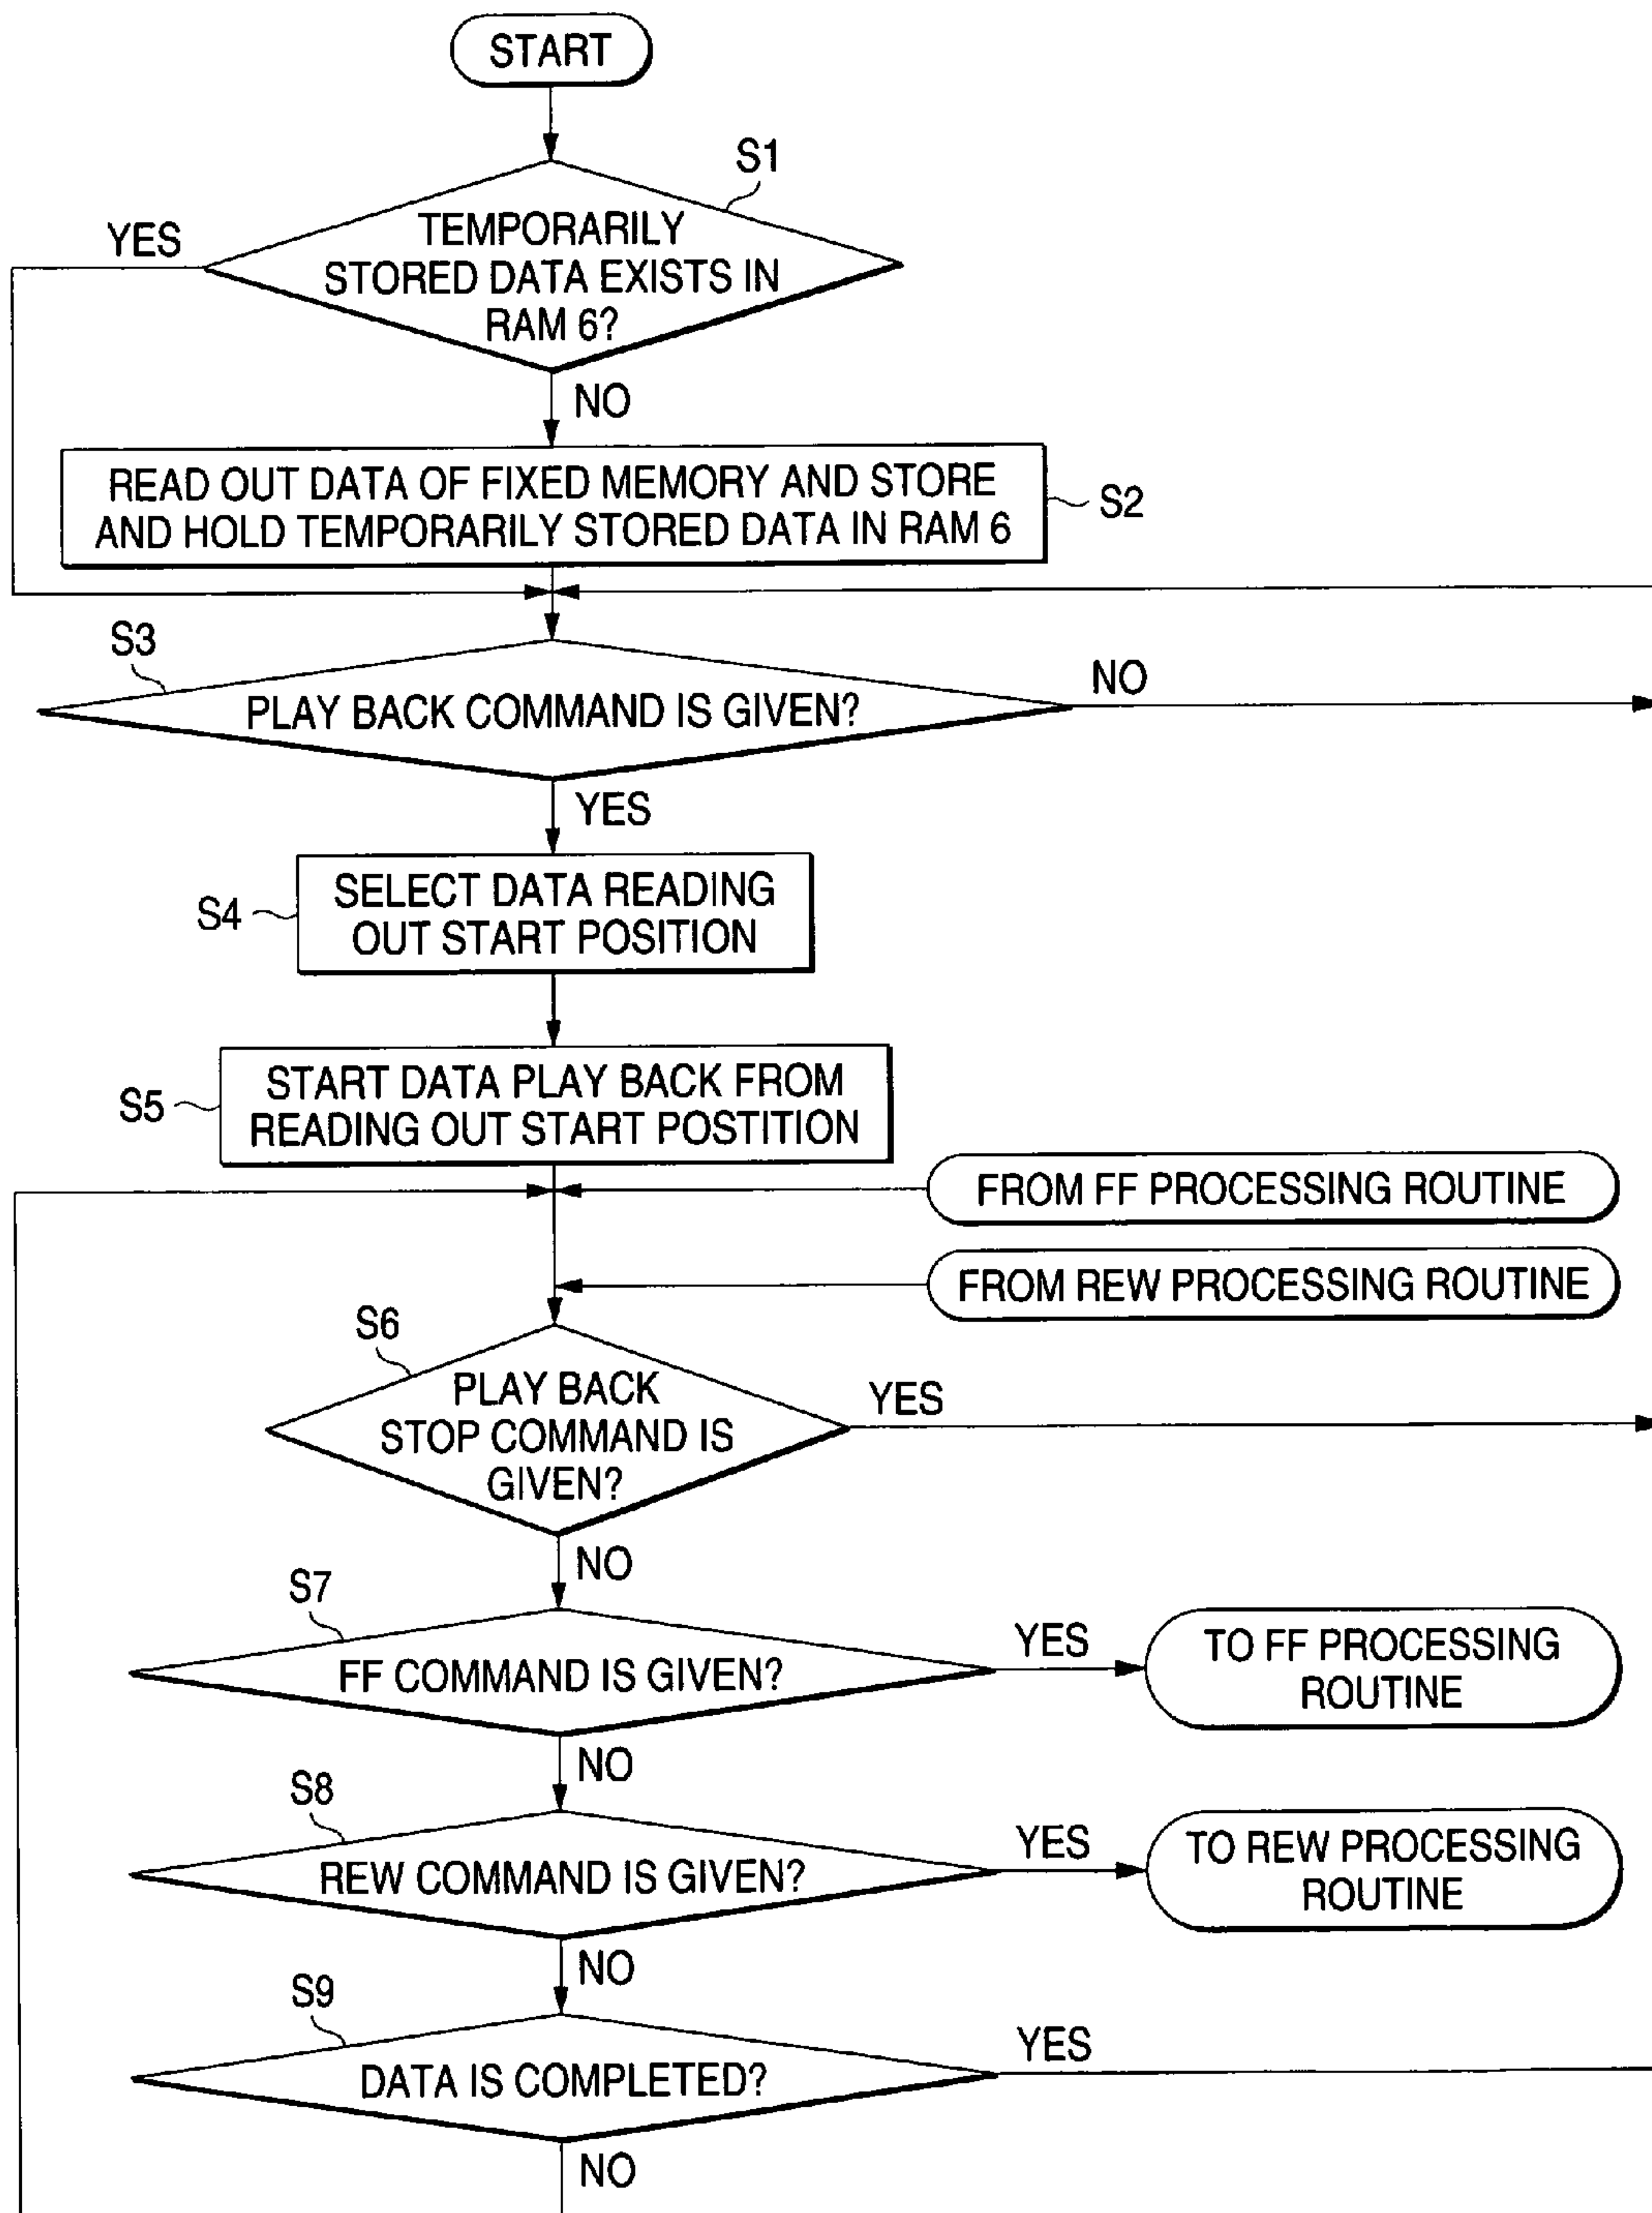 START
S1
YES
TEMPORARILY
STORED DATA EXISTS IN
RAM 6?
NO
READ OUT DATA OF FIXED MEMORY AND STORE
AND HOLD TEMPORARILY STORED DATA IN RAM 6
S2
S3
PLAY BACK COMMAND IS GIVEN?
NO
YES
S4
SELECT DATA READING
OUT START POSITION
S5
START DATA PLAY BACK FROM
READING OUT START POSTITION
FROM FF PROCESSING ROUTINE
FROM REW PROCESSING ROUTINE
S6
PLAY BACK
STOP COMMAND IS
GIVEN?
YES
NO
S7
FF COMMAND IS GIVEN?
YES
TO FF PROCESSING
ROUTINE
NO
S8
REW COMMAND IS GIVEN?
YES
TO REW PROCESSING
ROUTINE
NO
S9
DATA IS COMPLETED?
YES
NO